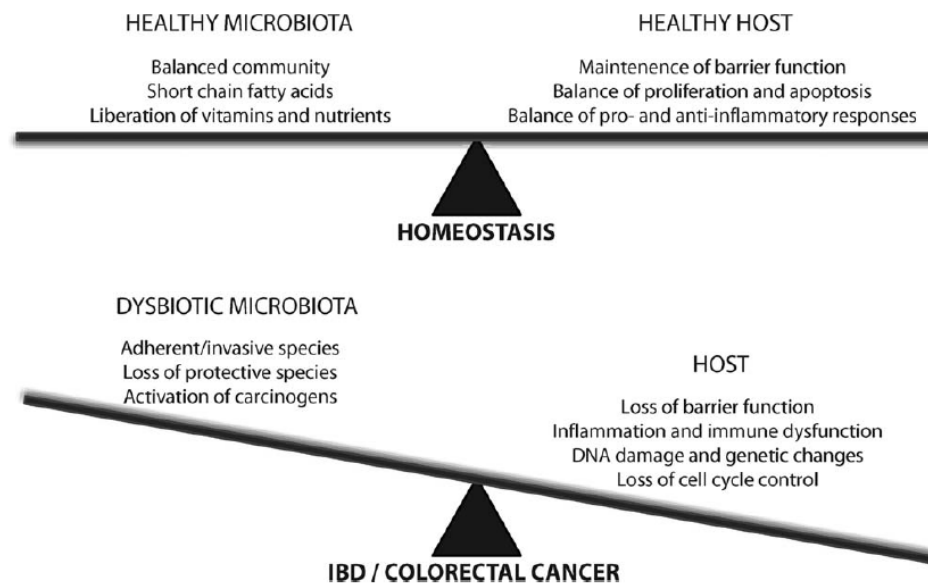 HEALTHY MICROBIOTA
Balanced community
Short chain fatty acids
Liberation of vitamins and nutrients
HEALTHY HOST
Maintenence of barrier function
Balance of proliferation and apoptosis
Balance of pro- and anti-inflammatory responses
HOMEOSTASIS
DYSBIOTIC MICROBIOTA
Adherent/invasive species
Loss of protective species
Activation of carcinogens
HOST
Loss of barrier function
Inflammation and immune dysfunction
DNA damage and genetic changes
Loss of cell cycle control
IBD / COLORECTAL CANCER